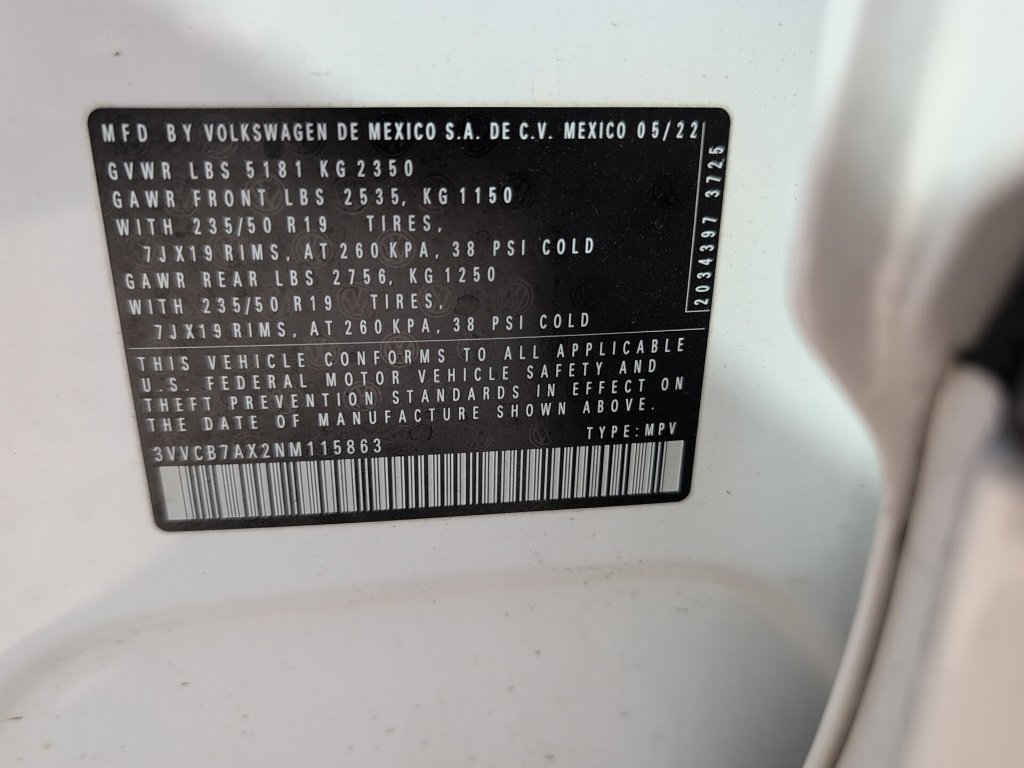 MFD BY VOLKSWAGEN DE MEXICO S.A. DE C.V. MEXICO 05/22
GVWR LBS 5181 KG 2350
GAWR FRONT LBS 2535, KG 1150
WITH 235/50 R19 TIRES,
7JX19 RIMS, AT 260 KPA, 38 PSI COLD
GAWR REAR LBS 2756, KG 1250
WITH 235/50 R19 TIRES,
7JX19 RIMS, AT 260 KPA, 38 PSI COLD
2034397 3725
THIS VEHICLE CONFORMS TO ALL APPLICABLE
U.S. FEDERAL MOTOR VEHICLE SAFETY AND
THEFT PREVENTION STANDARDS IN EFFECT ON
THE DATE OF MANUFACTURE SHOWN ABOVE.
3VVCB7AX2NM115863 TYPE: MPV